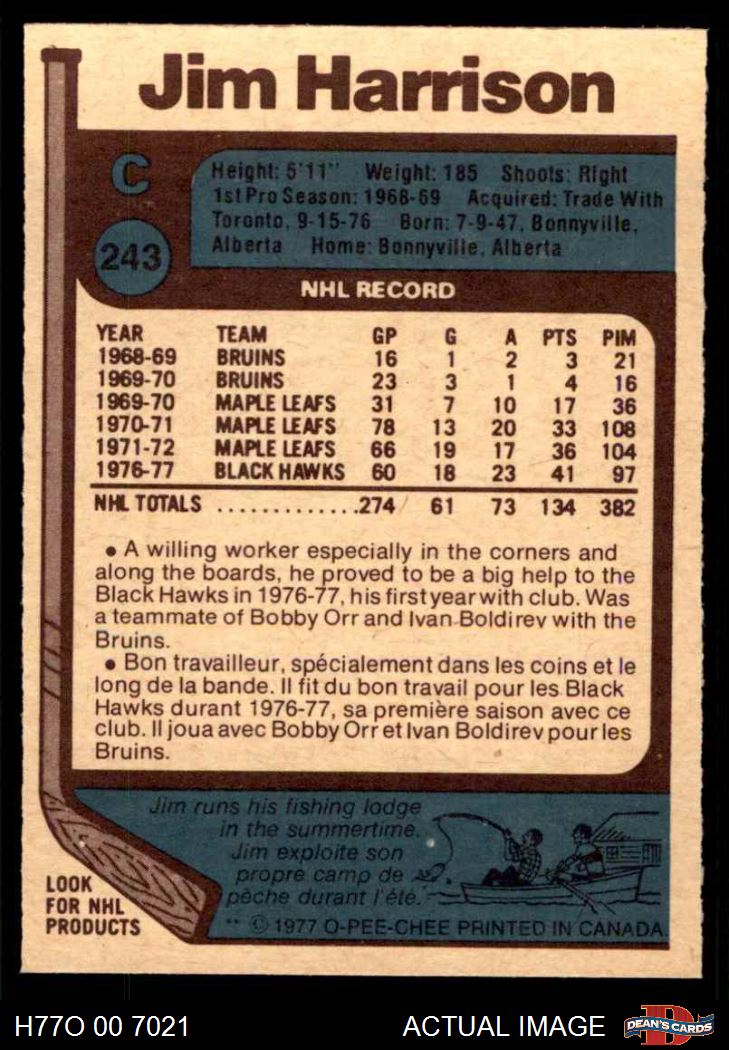 Jim Harrison
C
243
Height: 5'11" Weight: 185 Shoots: Right
1st Pro Season: 1968-69 Acquired: Trade With
Toronto, 9-15-76 Born: 7-9-47, Bonnyville,
Alberta Home: Bonnyville, Alberta
NHL RECORD
YEAR TEAM GP G A PTS PIM
1968-69 BRUINS 16 1 2 3 21
1969-70 BRUINS 23 3 1 4 16
1969-70 MAPLE LEAFS 31 7 10 17 36
1970-71 MAPLE LEAFS 78 13 20 33 108
1971-72 MAPLE LEAFS 66 19 17 36 104
1976-77 BLACK HAWKS 60 18 23 41 97
NHL TOTALS .............274 61 73 134 382
• A willing worker especially in the corners and
along the boards, he proved to be a big help to the
Black Hawks in 1976-77, his first year with club. Was
a teammate of Bobby Orr and Ivan Boldirev with the
Bruins.
• Bon travailleur, spécialement dans les coins et le
long de la bande. Il fit du bon travail pour les Black
Hawks durant 1976-77, sa première saison avec ce
club. Il joua avec Bobby Orr et Ivan Boldirev pour les
Bruins.
Jim runs his fishing lodge
in the summertime.
Jim exploite son
propre camp de
pêche durant l'été.
** © 1977 O-PEE-CHEE PRINTED IN CANADA
LOOK
FOR NHL
PRODUCTS
H77O 00 7021 ACTUAL IMAGE D DEAN'S CARDS